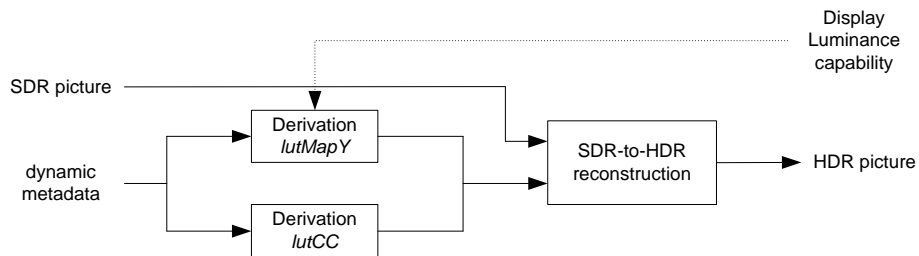 Display
Luminance
capability
SDR picture
Derivation
lutMapY
SDR-to-HDR
reconstruction
HDR picture
dynamic
metadata
Derivation
lutCC